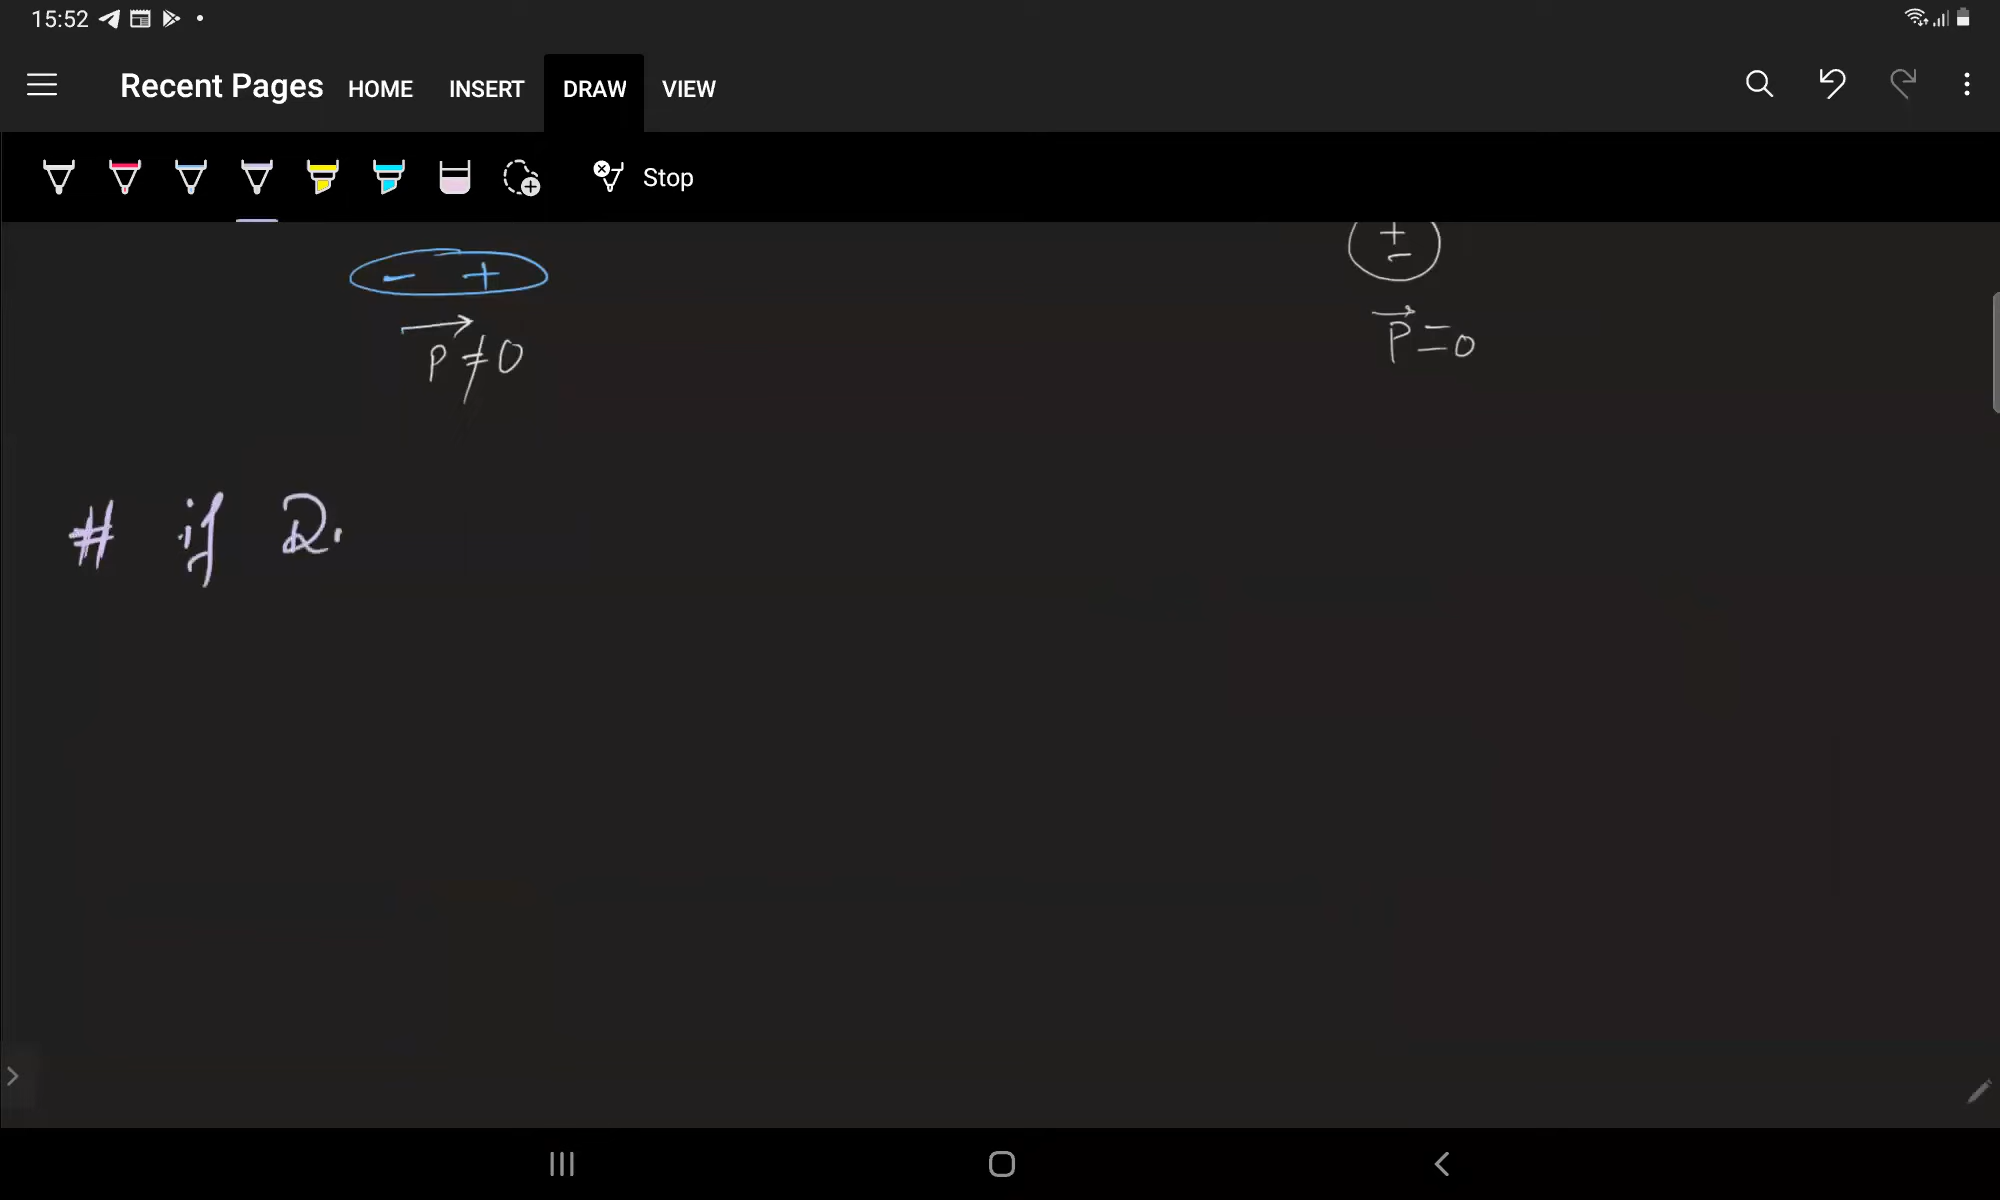 15:52
Recent Pages HOME INSERT DRAW VIEW
Stop
- +
+
-
P ≠ 0
P = 0
# if D.